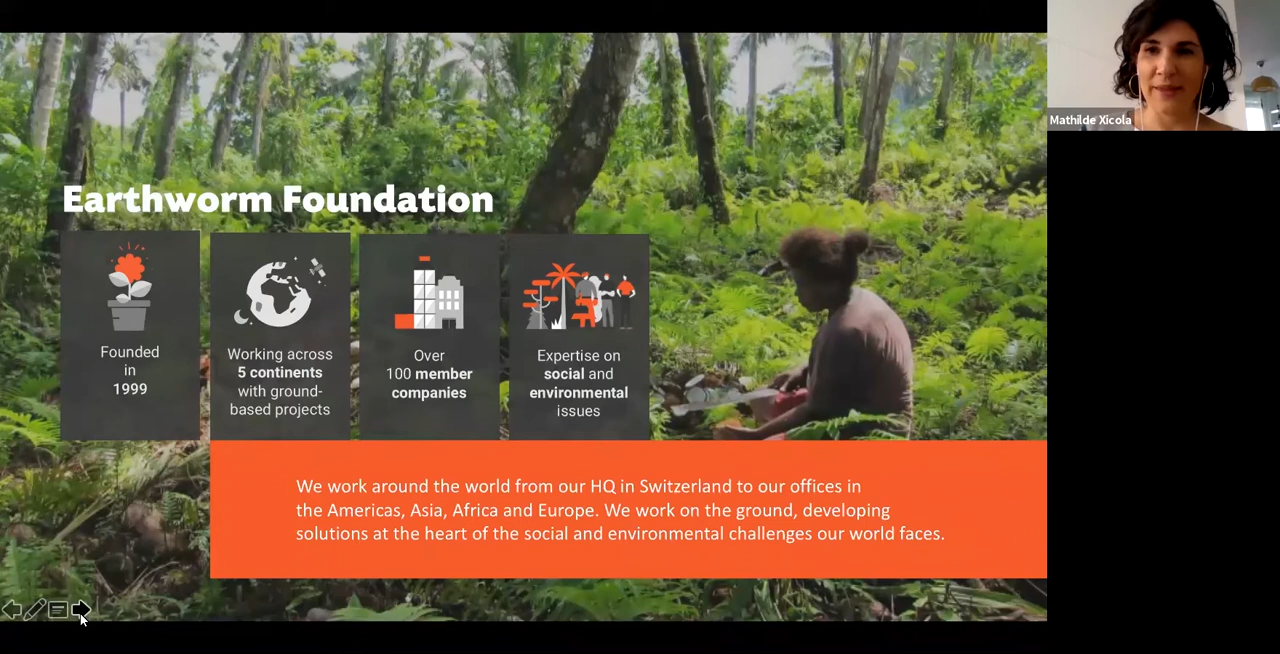 Mathilde Xicola
Earthworm Foundation
Founded
in
1999
Working across
5 continents
with ground-
based projects
Over
100 member
companies
Expertise on
social and
environmental
issues
We work around the world from our HQ in Switzerland to our offices in
the Americas, Asia, Africa and Europe. We work on the ground, developing
solutions at the heart of the social and environmental challenges our world faces.